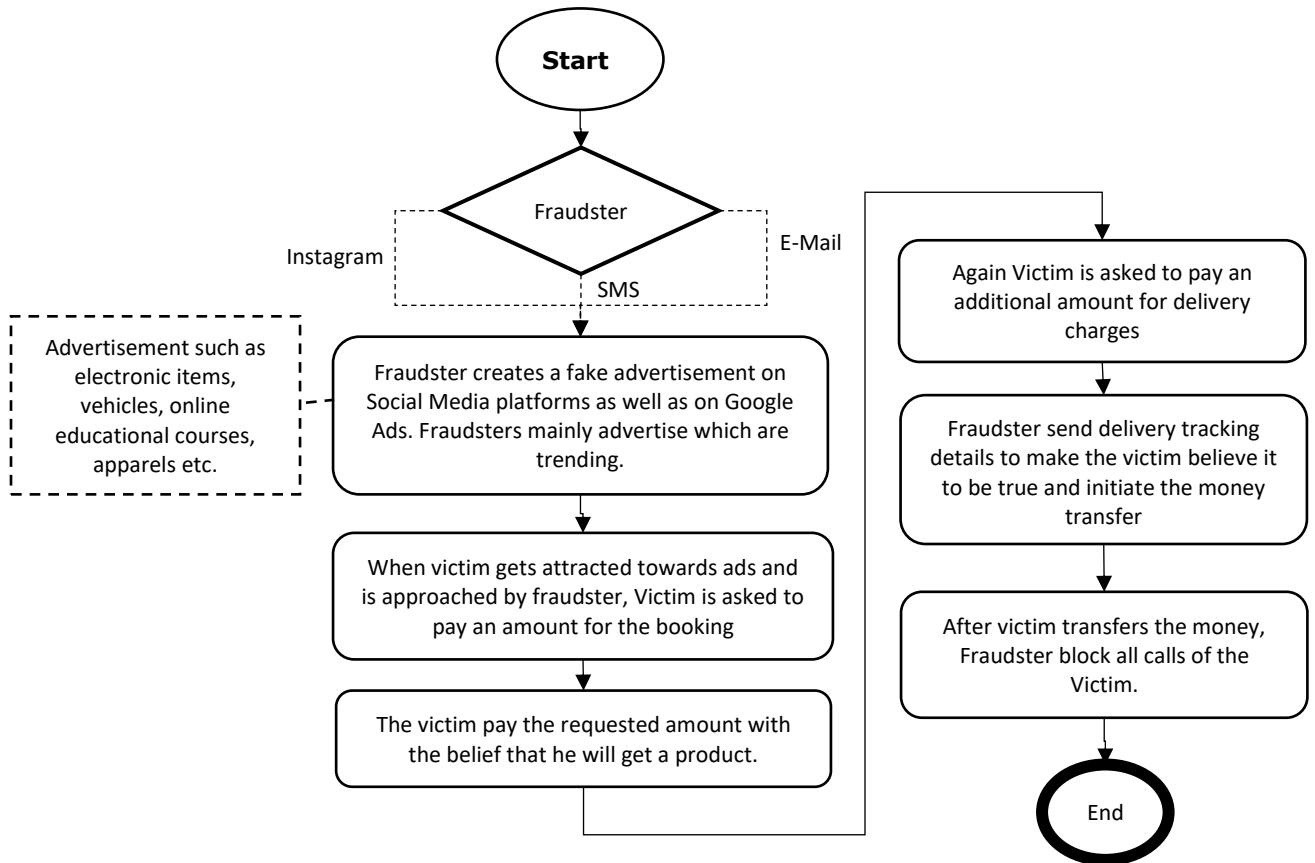 Start
Fraudster
Instagram
E-Mail
SMS
Advertisement such as
electronic items,
vehicles, online
educational courses,
apparels etc.
Fraudster creates a fake advertisement on
Social Media platforms as well as on Google
Ads. Fraudsters mainly advertise which are
trending.
When victim gets attracted towards ads and
is approached by fraudster, Victim is asked to
pay an amount for the booking
The victim pay the requested amount with
the belief that he will get a product.
Again Victim is asked to pay an
additional amount for delivery
charges
Fraudster send delivery tracking
details to make the victim believe it
to be true and initiate the money
transfer
After victim transfers the money,
Fraudster block all calls of the
Victim.
End